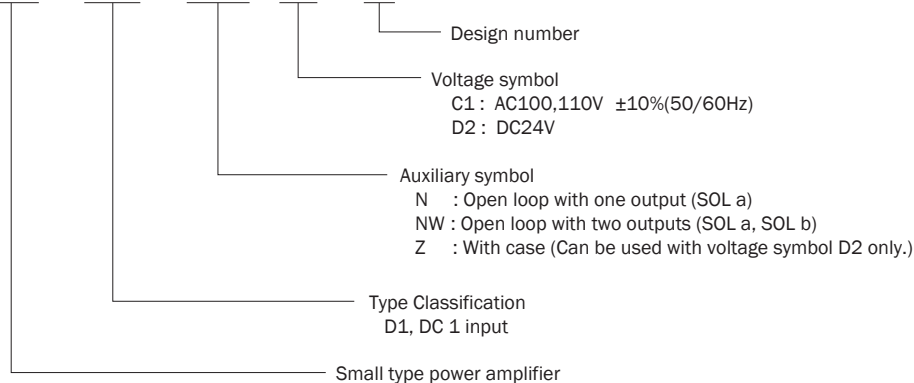 Design number
Voltage symbol
C1 : AC100,110V ±10%(50/60Hz)
D2 : DC24V
Auxiliary symbol
N : Open loop with one output (SOL a)
NW : Open loop with two outputs (SOL a, SOL b)
Z : With case (Can be used with voltage symbol D2 only.)
Type Classification
D1, DC 1 input
Small type power amplifier